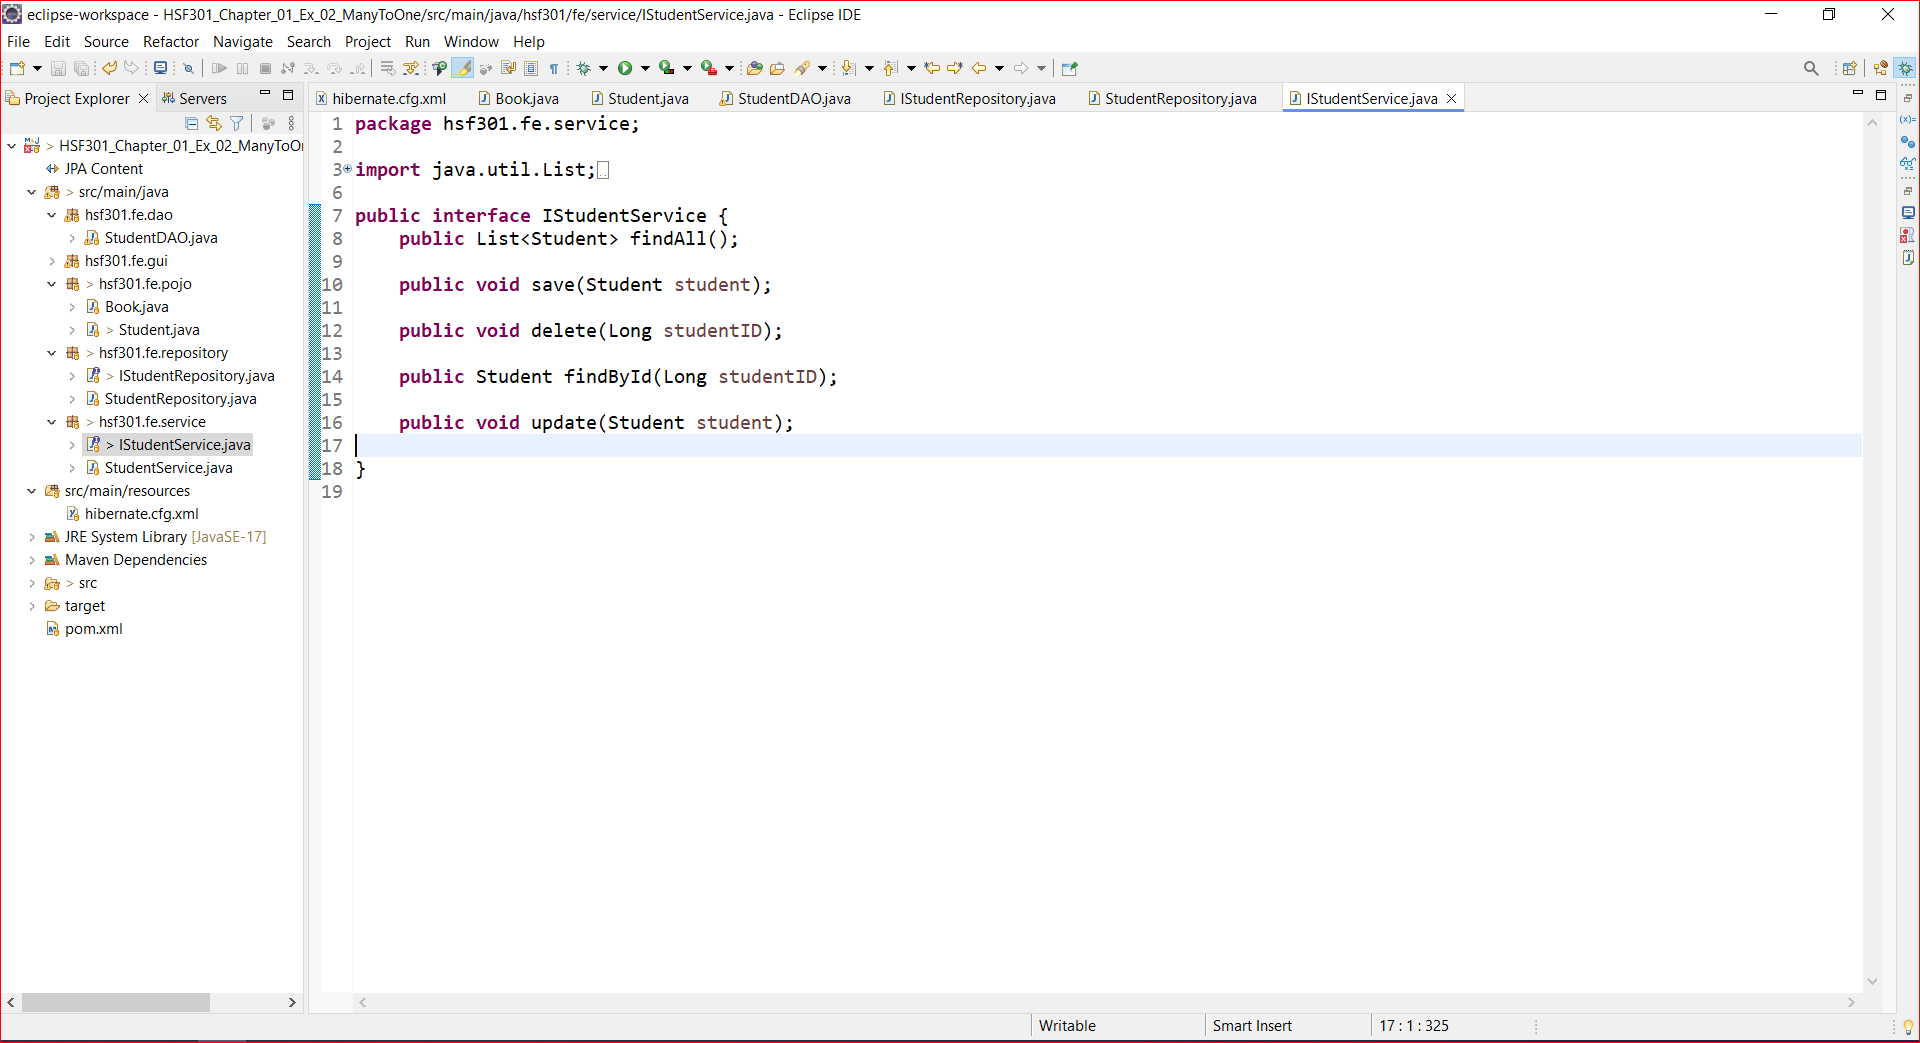 eclipse-workspace - HSF301_Chapter_01_Ex_02_ManyToOne/src/main/java/hsf301/fe/service/IStudentService.java - Eclipse IDE
File Edit Source Refactor Navigate Search Project Run Window Help
Project Explorer Servers
hibernate.cfg.xml Book.java Student.java StudentDAO.java IStudentRepository.java StudentRepository.java IStudentService.java
> HSF301_Chapter_01_Ex_02_ManyToOn
JPA Content
> src/main/java
hsf301.fe.dao
StudentDAO.java
hsf301.fe.gui
> hsf301.fe.pojo
Book.java
> Student.java
> hsf301.fe.repository
> IStudentRepository.java
StudentRepository.java
> hsf301.fe.service
> IStudentService.java
StudentService.java
src/main/resources
hibernate.cfg.xml
JRE System Library [JavaSE-17]
Maven Dependencies
> src
target
pom.xml
1 package hsf301.fe.service;
2
3 import java.util.List;
6
7 public interface IStudentService {
8 public List<Student> findAll();
9
10 public void save(Student student);
11
12 public void delete(Long studentID);
13
14 public Student findById(Long studentID);
15
16 public void update(Student student);
17
18 }
19
Writable Smart Insert 17 : 1 : 325